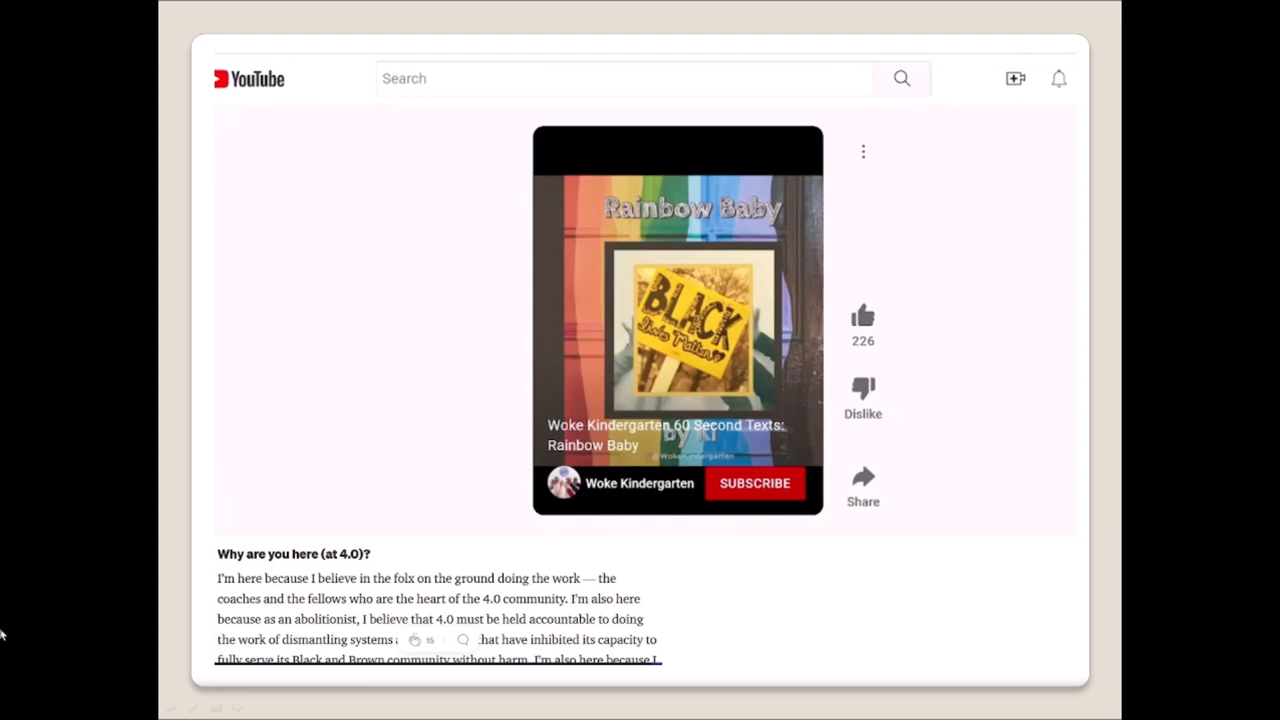 YouTube
Search
Rainbow Baby
BLACK
Lives Matter
Woke Kindergarten 60 Second Texts:
Rainbow Baby
by KI
@WokeKindergarten
Woke Kindergarten
SUBSCRIBE
226
Dislike
Share
Why are you here (at 4.0)?
I'm here because I believe in the folx on the ground doing the work — the
coaches and the fellows who are the heart of the 4.0 community. I'm also here
because as an abolitionist, I believe that 4.0 must be held accountable to doing
the work of dismantling systems 15 that have inhibited its capacity to
fully serve its Black and Brown community without harm. I'm also here because I